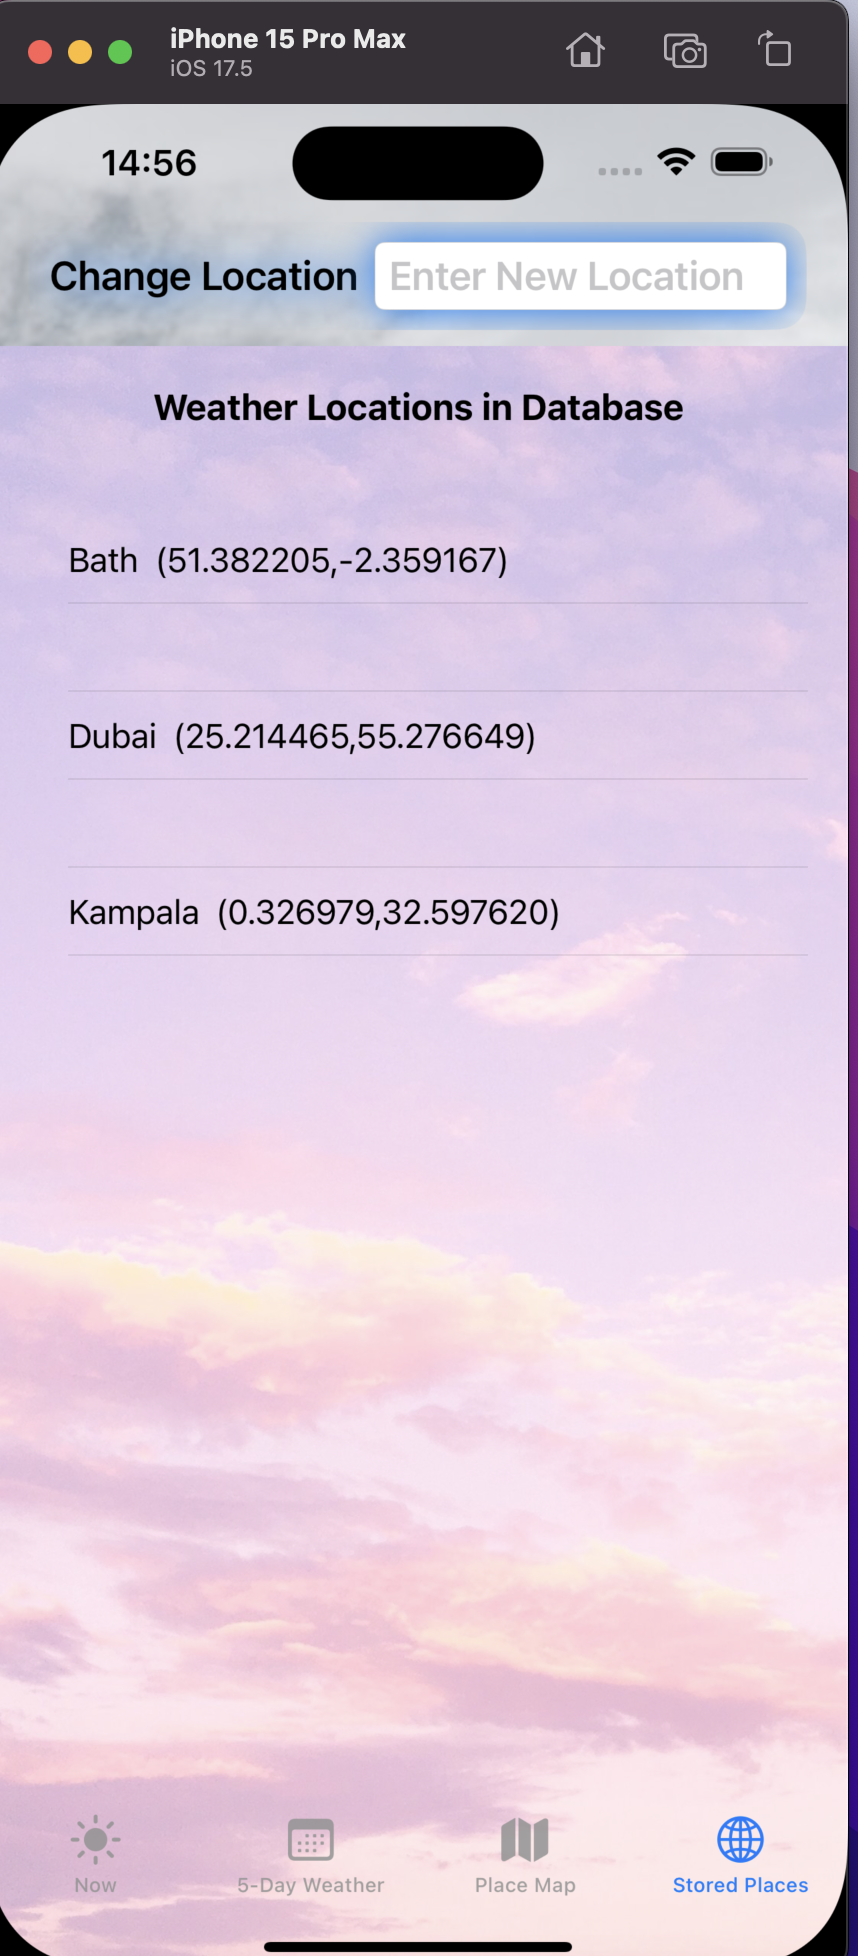 iPhone 15 Pro Max
iOS 17.5
14:56
Change Location Enter New Location
Weather Locations in Database
Bath (51.382205,-2.359167)
Dubai (25.214465,55.276649)
Kampala (0.326979,32.597620)
Now 5-Day Weather Place Map Stored Places